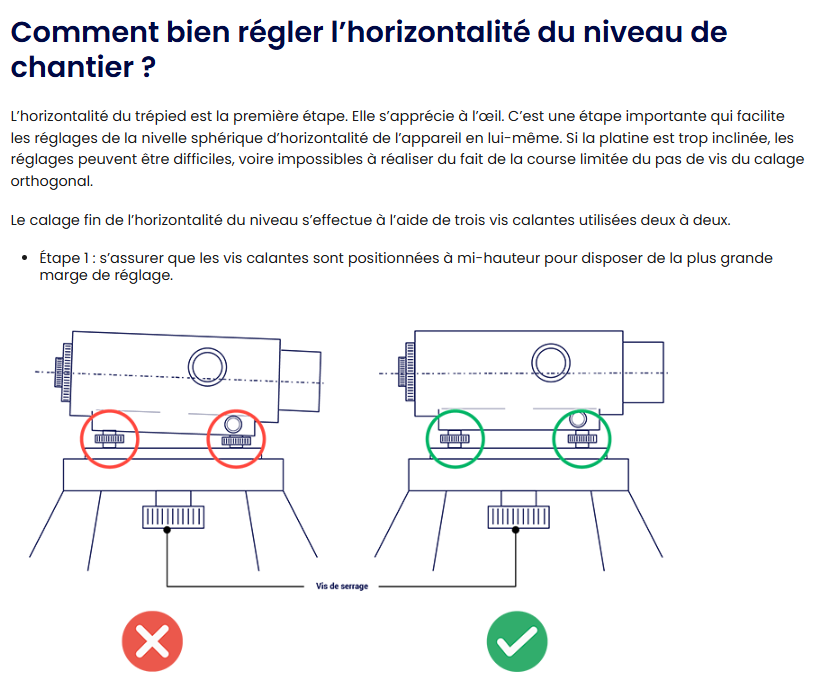 Comment bien régler l’horizontalité du niveau de
chantier ?
L’horizontalité du trépied est la première étape. Elle s’apprécie à l’œil. C’est une étape importante qui facilite
les réglages de la nivelle sphérique d’horizontalité de l’appareil en lui-même. Si la platine est trop inclinée, les
réglages peuvent être difficiles, voire impossibles à réaliser du fait de la course limitée du pas de vis du calage
orthogonal.
Le calage fin de l’horizontalité du niveau s’effectue à l’aide de trois vis calantes utilisées deux à deux.
• Étape 1 : s’assurer que les vis calantes sont positionnées à mi-hauteur pour disposer de la plus grande
marge de réglage.
Vis de serrage